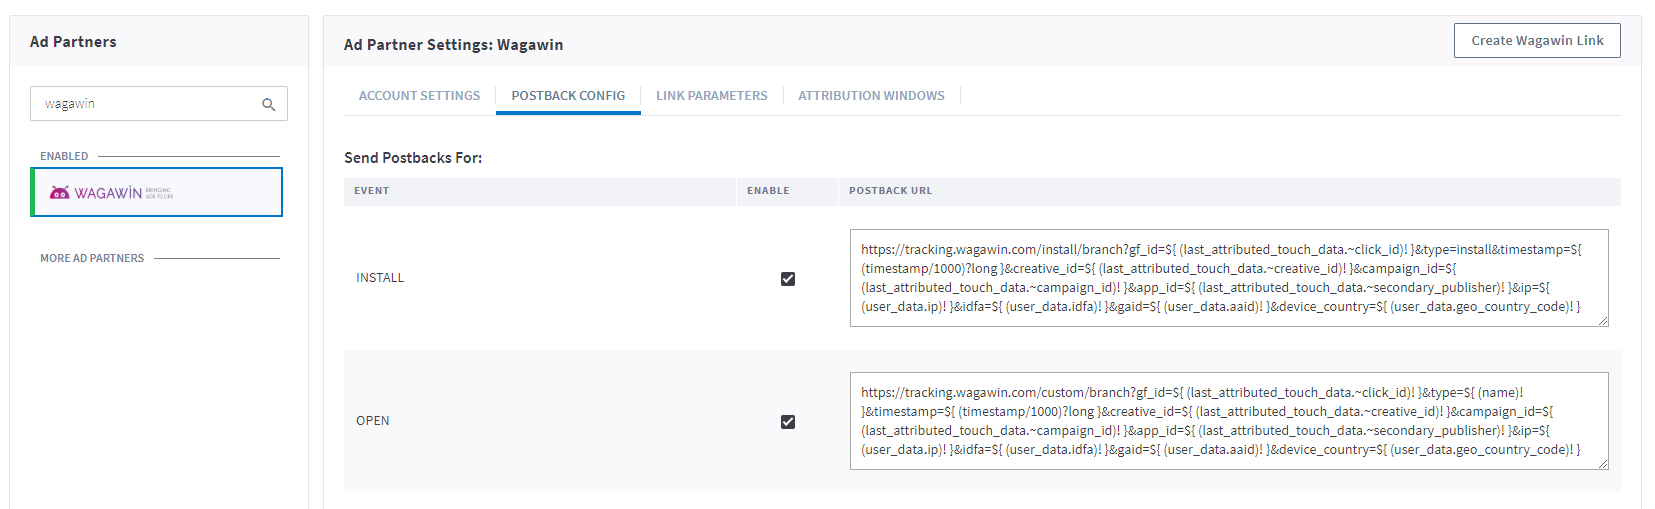 Ad Partners
wagawin
ENABLED
WAGAWIN BRINGING
ADS TO LIFE
MORE AD PARTNERS
Ad Partner Settings: Wagawin
Create Wagawin Link
ACCOUNT SETTINGS
POSTBACK CONFIG
LINK PARAMETERS
ATTRIBUTION WINDOWS
Send Postbacks For:
EVENT
ENABLE
POSTBACK URL
INSTALL
https://tracking.wagawin.com/install/branch?gf_id=${ (last_attributed_touch_data.~click_id)! }&type=install&timestamp=${
(timestamp/1000)?long }&creative_id=${ (last_attributed_touch_data.~creative_id)! }&campaign_id=${
(last_attributed_touch_data.~campaign_id)! }&app_id=${ (last_attributed_touch_data.~secondary_publisher)! }&ip=${
(user_data.ip)! }&idfa=${ (user_data.idfa)! }&gaid=${ (user_data.aaid)! }&device_country=${ (user_data.geo_country_code)! }
OPEN
https://tracking.wagawin.com/custom/branch?gf_id=${ (last_attributed_touch_data.~click_id)! }&type=${ (name)!
}&timestamp=${ (timestamp/1000)?long }&creative_id=${ (last_attributed_touch_data.~creative_id)! }&campaign_id=${
(last_attributed_touch_data.~campaign_id)! }&app_id=${ (last_attributed_touch_data.~secondary_publisher)! }&ip=${
(user_data.ip)! }&idfa=${ (user_data.idfa)! }&gaid=${ (user_data.aaid)! }&device_country=${ (user_data.geo_country_code)! }